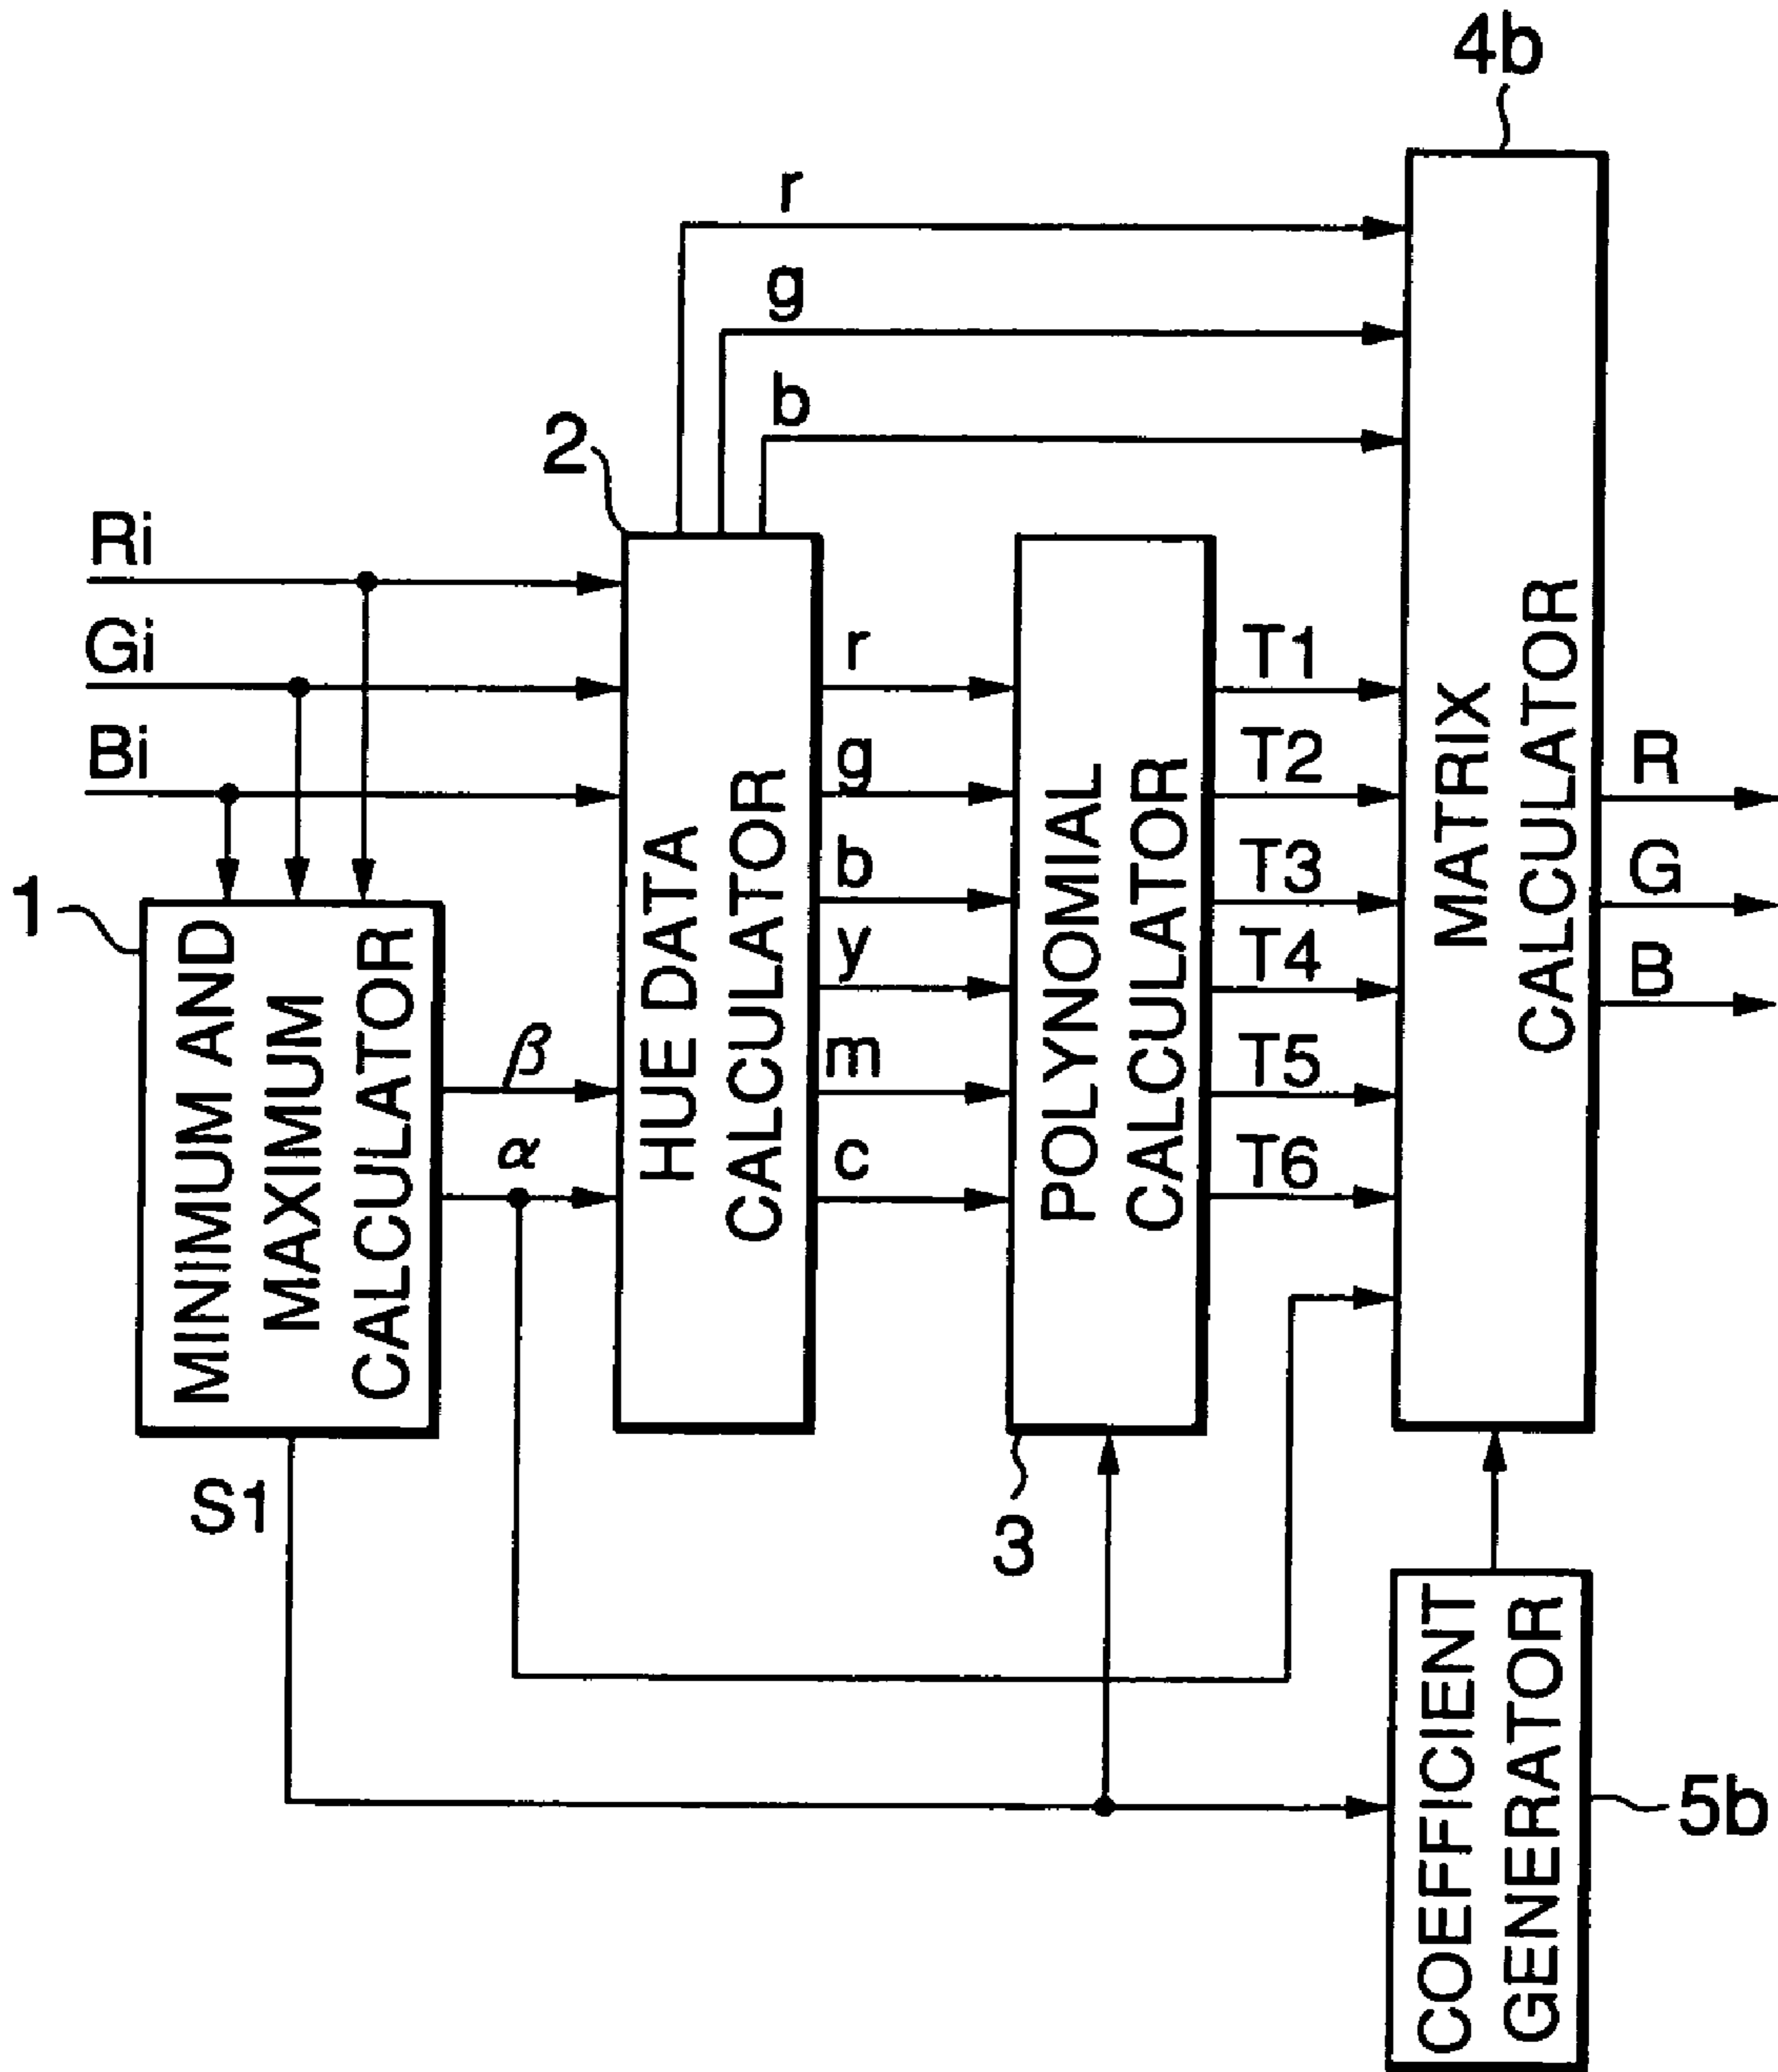 4b
r
g
b
2
Ri
Gi
Bi
1
MINIMUM AND
MAXIMUM
CALCULATOR
β
α
S1
HUE DATA
CALCULATOR
r
g
b
y
m
c
POLYNOMIAL
CALCULATOR
3
T1
T2
T3
T4
T5
T6
MATRIX
CALCULATOR
R
G
B
COEFFICIENT
GENERATOR
5b